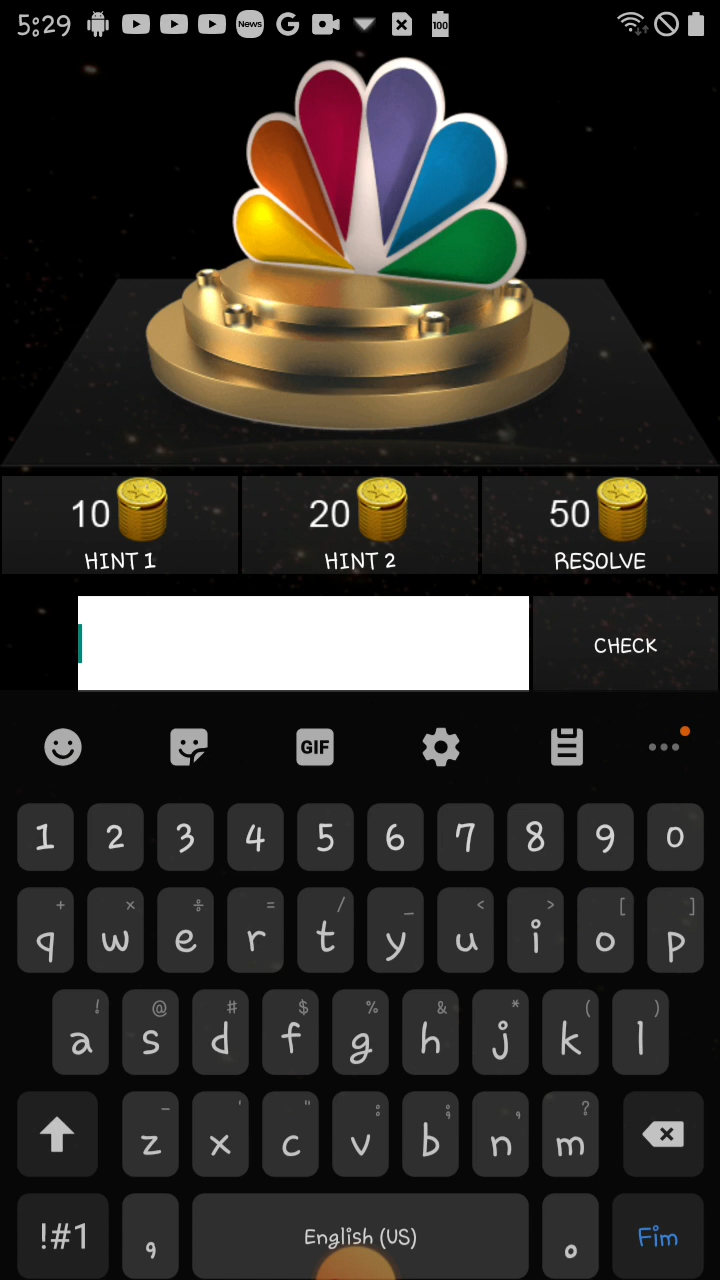 5:29 News G 100
10 20 50
HINT 1 HINT 2 RESOLVE
CHECK
GIF
1 2 3 4 5 6 7 8 9 0
+ × ÷ = / _ < > [ ]
q w e r t y u i o p
! @ # $ % & * ( )
a s d f g h j k l
- ' " : ; , ?
z x c v b n m
!#1 , English (US) . Fim